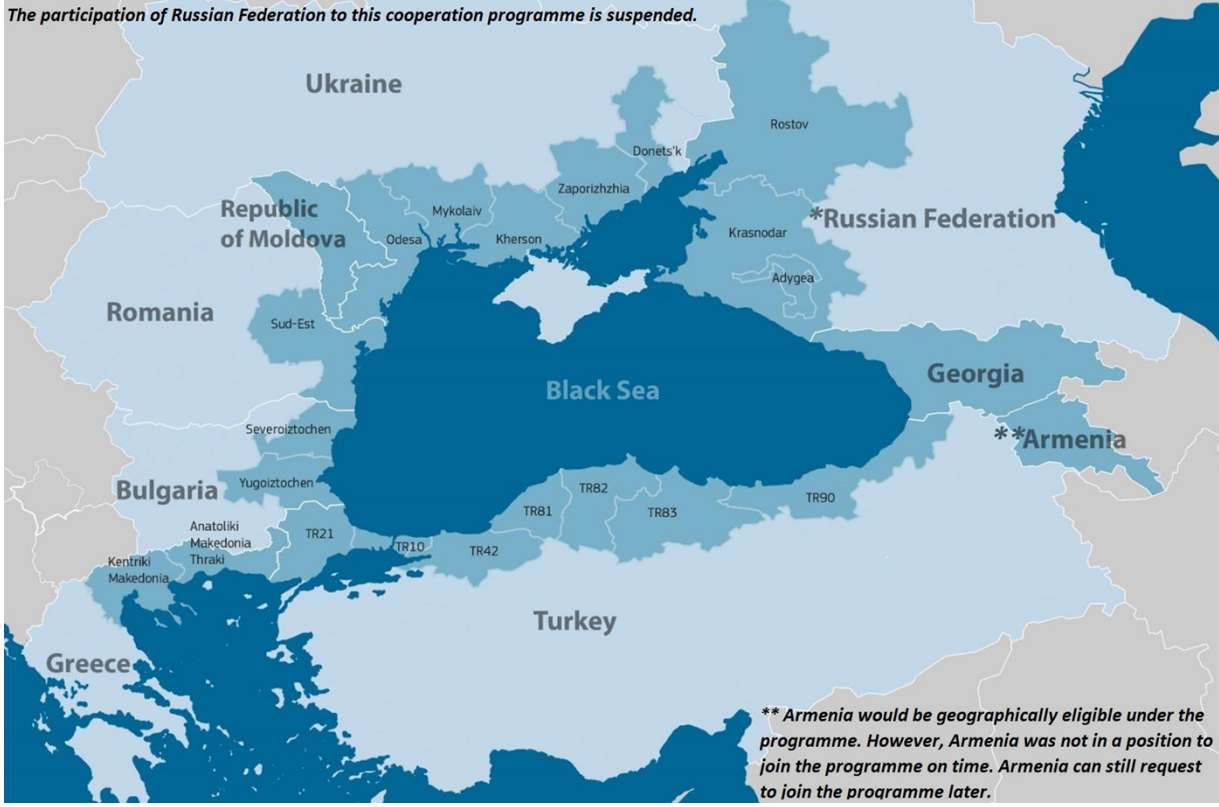 The participation of Russian Federation to this cooperation programme is suspended.
Ukraine
Rostov
Donets'k
Zaporizhzhia
Republic
of Moldova
Mykolaiv
Odesa
Kherson
Krasnodar
*Russian Federation
Adygea
Romania
Sud-Est
Georgia
Black Sea
Severoiztochen
**Armenia
Bulgaria
Yugoiztochen
TR82
TR90
TR81
TR83
Anatoliki
Makedonia
Thraki
TR21
TR10
TR42
Kentriki
Makedonia
Turkey
Greece
** Armenia would be geographically eligible under the
programme. However, Armenia was not in a position to
join the programme on time. Armenia can still request
to join the programme later.